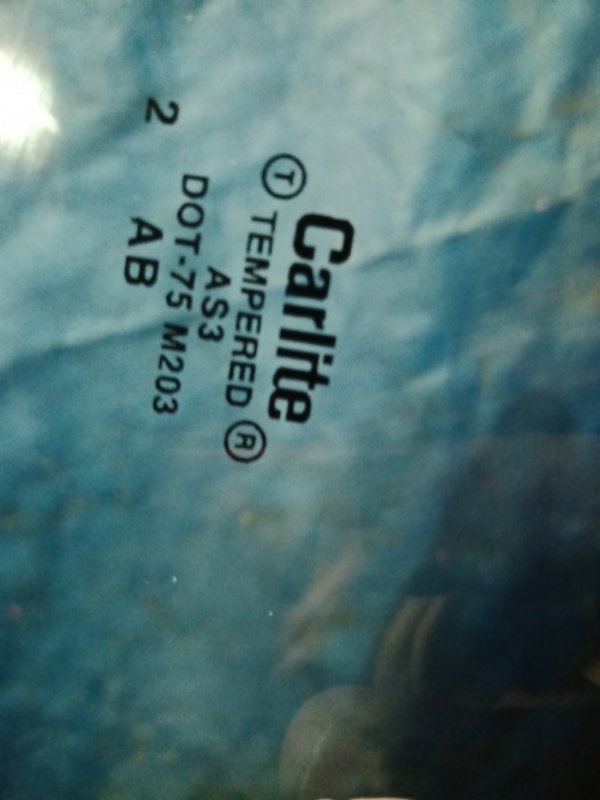 Carlite
Ⓣ TEMPERED Ⓡ
AS3
DOT-75 M203
AB
2